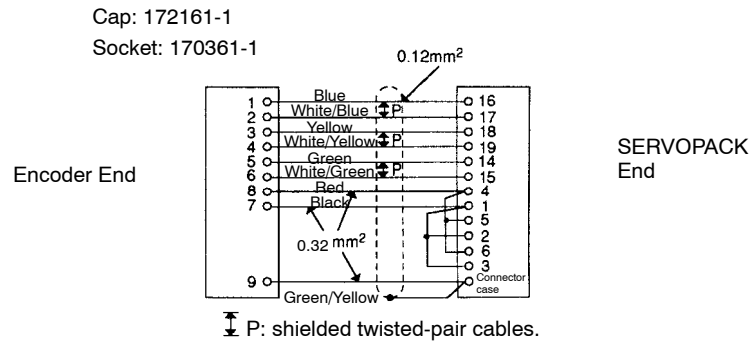 Cap: 172161-1
Socket: 170361-1
0.12mm²
1 Blue 16
2 White/Blue P 17
3 Yellow 18
4 White/Yellow P 19
5 Green 14
6 White/Green P 15
8 Red 4
7 Black 1
5
2
6
3
Encoder End
SERVOPACK
End
0.32 mm²
9 Connector
case
Green/Yellow
P: shielded twisted-pair cables.